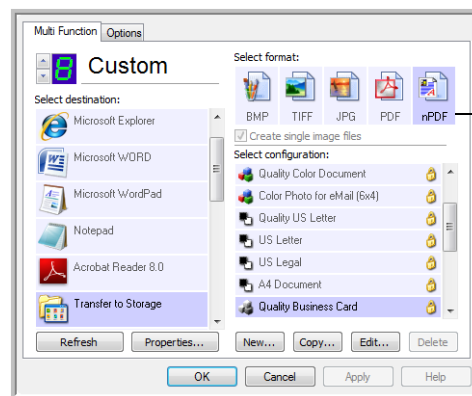 Multi Function Options
8 Custom
Select destination:
Microsoft Explorer
Microsoft WORD
Microsoft WordPad
Notepad
Acrobat Reader 8.0
Transfer to Storage
Refresh Properties...
Select format:
BMP TIFF JPG PDF nPDF
Create single image files
Select configuration:
Quality Color Document
Color Photo for eMail (6x4)
Quality US Letter
US Letter
US Legal
A4 Document
Quality Business Card
New... Copy... Edit... Delete
OK Cancel Apply Help